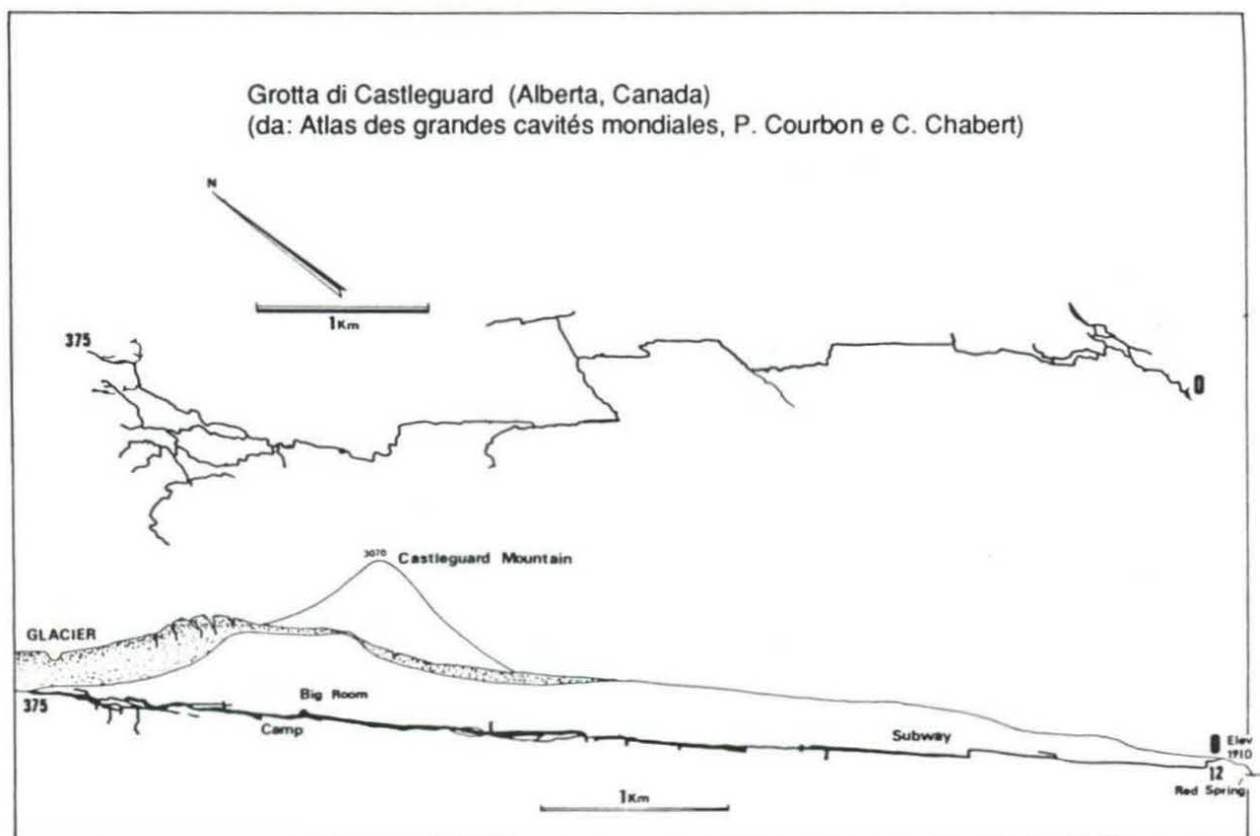 Grotta di Castleguard (Alberta, Canada)
(da: Atlas des grandes cavités mondiales, P. Courbon e C. Chabert)
N
1Km
375
0
3070 Castleguard Mountain
GLACIER
375
Big Room
Camp
Subway
0 Elev
1910
12
Red Spring
1Km